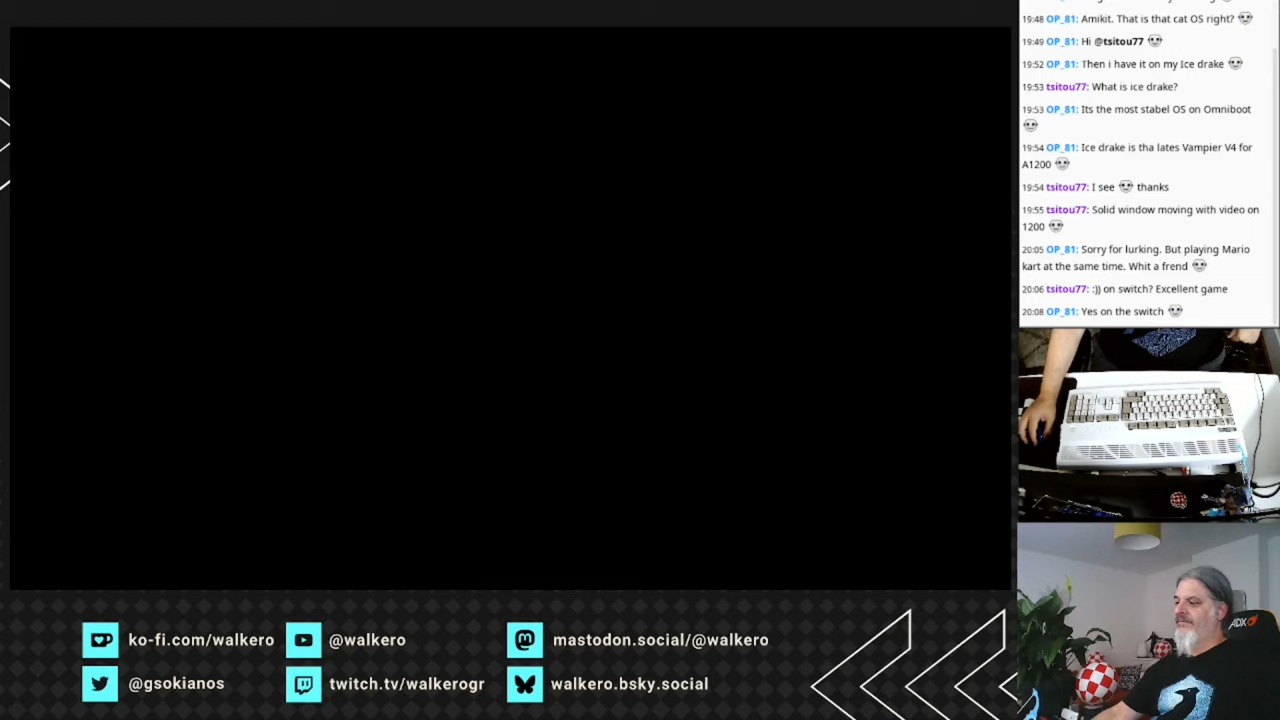 19:48 OP_81: Amikit. That is that cat OS right?
19:49 OP_81: Hi @tsitou77
19:52 OP_81: Then i have it on my Ice drake
19:53 tsitou77: What is ice drake?
19:53 OP_81: Its the most stabel OS on Omniboot
19:54 OP_81: Ice drake is tha lates Vampier V4 for
A1200
19:54 tsitou77: I see thanks
19:55 tsitou77: Solid window moving with video on
1200
20:05 OP_81: Sorry for lurking. But playing Mario
kart at the same time. Whit a frend
20:06 tsitou77: :)) on switch? Excellent game
20:08 OP_81: Yes on the switch
ADX
ko-fi.com/walkero
@walkero
mastodon.social/@walkero
@gsokianos
twitch.tv/walkerogr
walkero.bsky.social